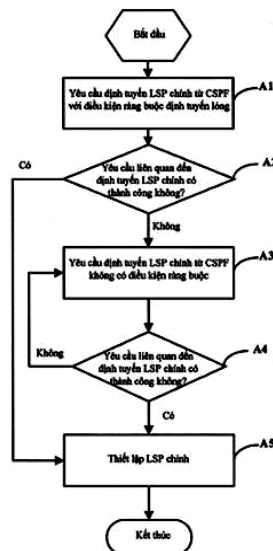 Bắt đầu
A1
Yêu cầu định tuyến LSP chính từ CSPF
với điều kiện ràng buộc định tuyến lỏng
Có
A2
Yêu cầu liên quan đến
định tuyến LSP chính có
thành công không?
Không
A3
Yêu cầu định tuyến LSP chính từ CSPF
không có điều kiện ràng buộc
Không
A4
Yêu cầu liên quan đến
định tuyến LSP chính có
thành công không?
Có
A5
Thiết lập LSP chính
Kết thúc